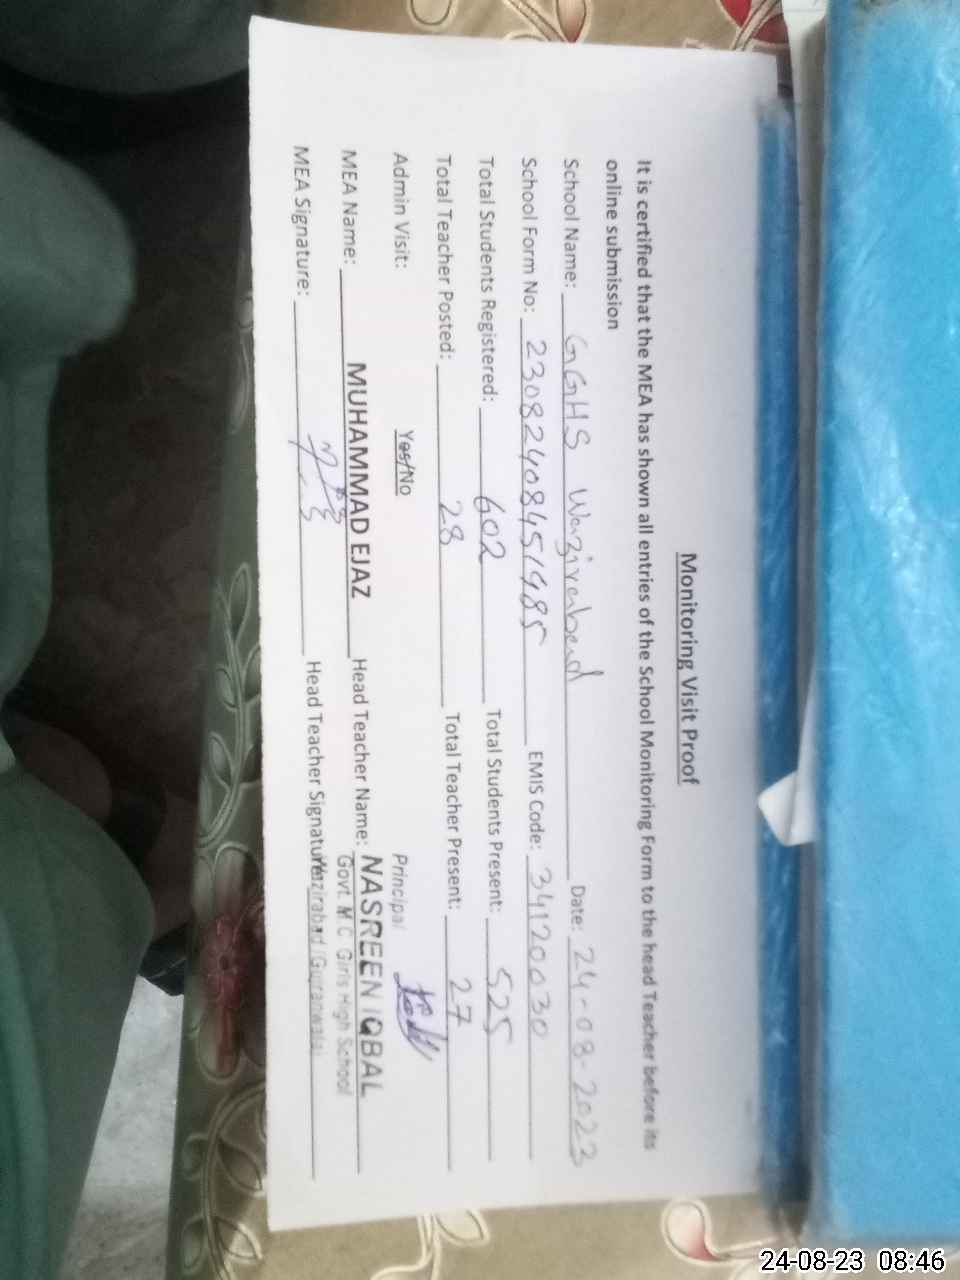 Monitoring Visit Proof
It is certified that the MEA has shown all entries of the School Monitoring Form to the head Teacher before its
online submission
School Name: GGHS Wazirabad Date: 24-08-2023
School Form No: 23082408451985 EMIS Code: 34120030
Total Students Registered: 602 Total Students Present: 525
Total Teacher Posted: 28 Total Teacher Present: 27
Admin Visit: Yes/No Principal
MEA Name: MUHAMMAD EJAZ Head Teacher Name: NASREEN IQBAL
Govt. M.C Girls High School
MEA Signature: Head Teacher Signature: Wazirabad (Gujranwala)
24-08-23 08:46